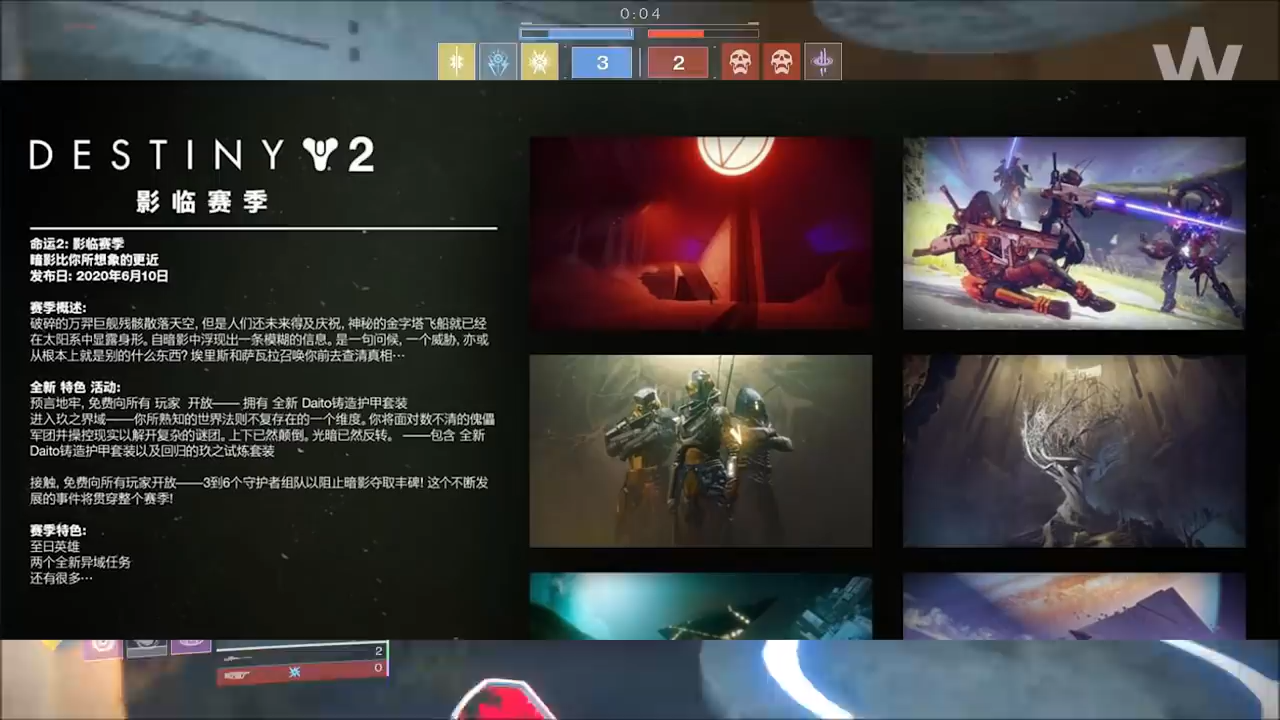 0:04
3
2
W
DESTINY 2
影临赛季
命运2: 影临赛季
暗影比你所想象的更近
发布日: 2020年6月10日
赛季概述:
破碎的万羿巨舰残骸散落天空, 但是人们还未来得及庆祝, 神秘的金字塔飞船就已经
在太阳系中显露身形。自暗影中浮现出一条模糊的信息。是一句问候, 一个威胁, 亦或
从根本上就是别的什么东西? 埃里斯和萨瓦拉召唤你前去查清真相…
全新 特色 活动:
预言地牢, 免费向所有 玩家 开放—— 拥有 全新 Daito铸造护甲套装
进入玖之界域——你所熟知的世界法则不复存在的一个维度。你将面对数不清的傀儡
军团并操控现实以解开复杂的谜团。上下已然颠倒。光暗已然反转。 ——包含 全新
Daito铸造护甲套装以及回归的玖之试炼套装
接触, 免费向所有玩家开放——3到6个守护者组队以阻止暗影夺取丰碑! 这个不断发
展的事件将贯穿整个赛季!
赛季特色:
至日英雄
两个全新异域任务
还有很多…
2
0